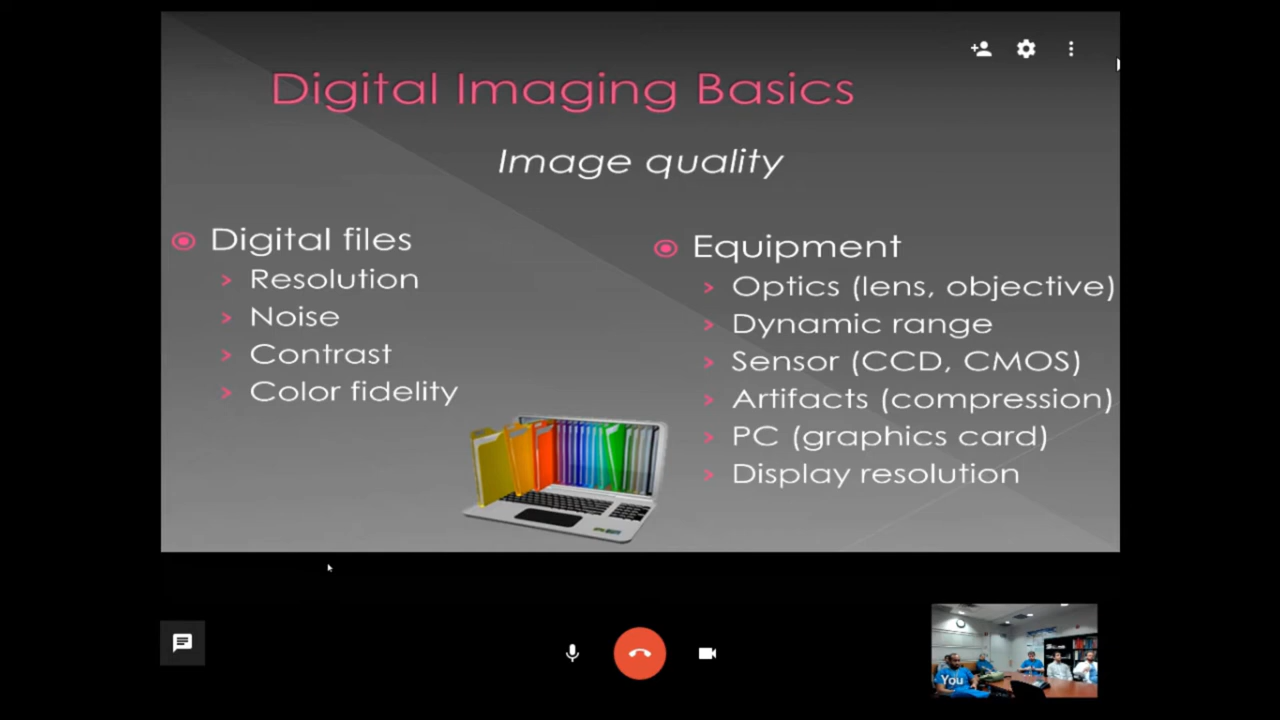 Digital Imaging Basics
Image quality
Digital files
Resolution
Noise
Contrast
Color fidelity
Equipment
Optics (lens, objective)
Dynamic range
Sensor (CCD, CMOS)
Artifacts (compression)
PC (graphics card)
Display resolution
You